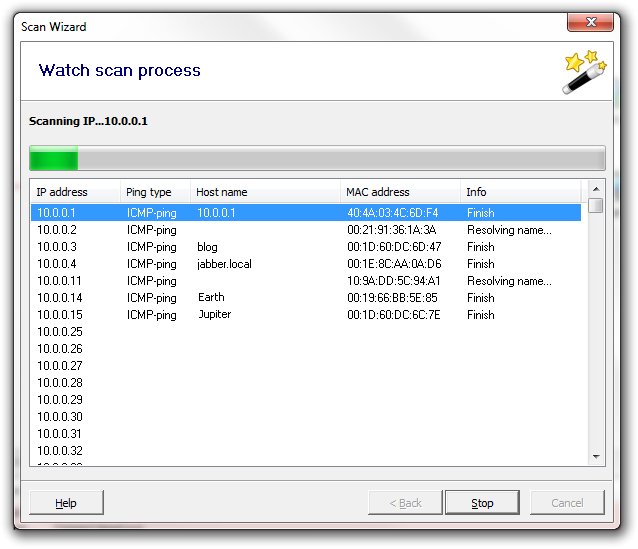 Scan Wizard
Watch scan process
Scanning IP...10.0.0.1
IP address Ping type Host name MAC address Info
10.0.0.1 ICMP-ping 10.0.0.1 40:4A:03:4C:6D:F4 Finish
10.0.0.2 ICMP-ping 00:21:91:36:1A:3A Resolving name...
10.0.0.3 ICMP-ping blog 00:1D:60:DC:6D:47 Finish
10.0.0.4 ICMP-ping jabber.local 00:1E:8C:AA:0A:D6 Finish
10.0.0.11 ICMP-ping 10:9A:DD:5C:94:A1 Resolving name...
10.0.0.14 ICMP-ping Earth 00:19:66:BB:5E:85 Finish
10.0.0.15 ICMP-ping Jupiter 00:1D:60:DC:6C:7E Finish
10.0.0.25
10.0.0.26
10.0.0.27
10.0.0.28
10.0.0.29
10.0.0.30
10.0.0.31
10.0.0.32
Help < Back Stop Cancel